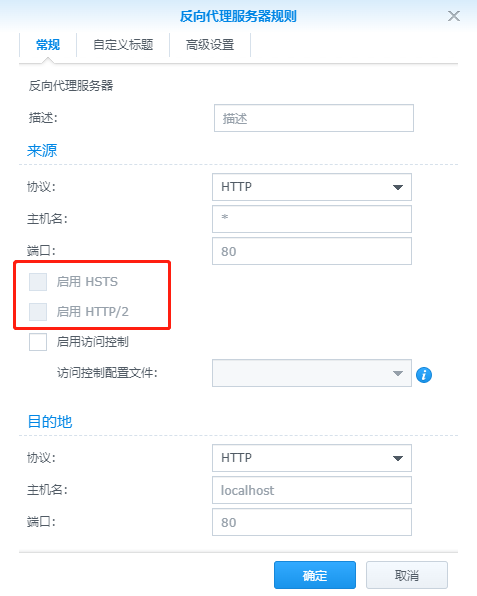 反向代理服务器规则
常规 自定义标题 高级设置
反向代理服务器
描述: 描述
来源
协议: HTTP
主机名: *
端口: 80
启用 HSTS
启用 HTTP/2
启用访问控制
访问控制配置文件:
目的地
协议: HTTP
主机名: localhost
端口: 80
确定 取消